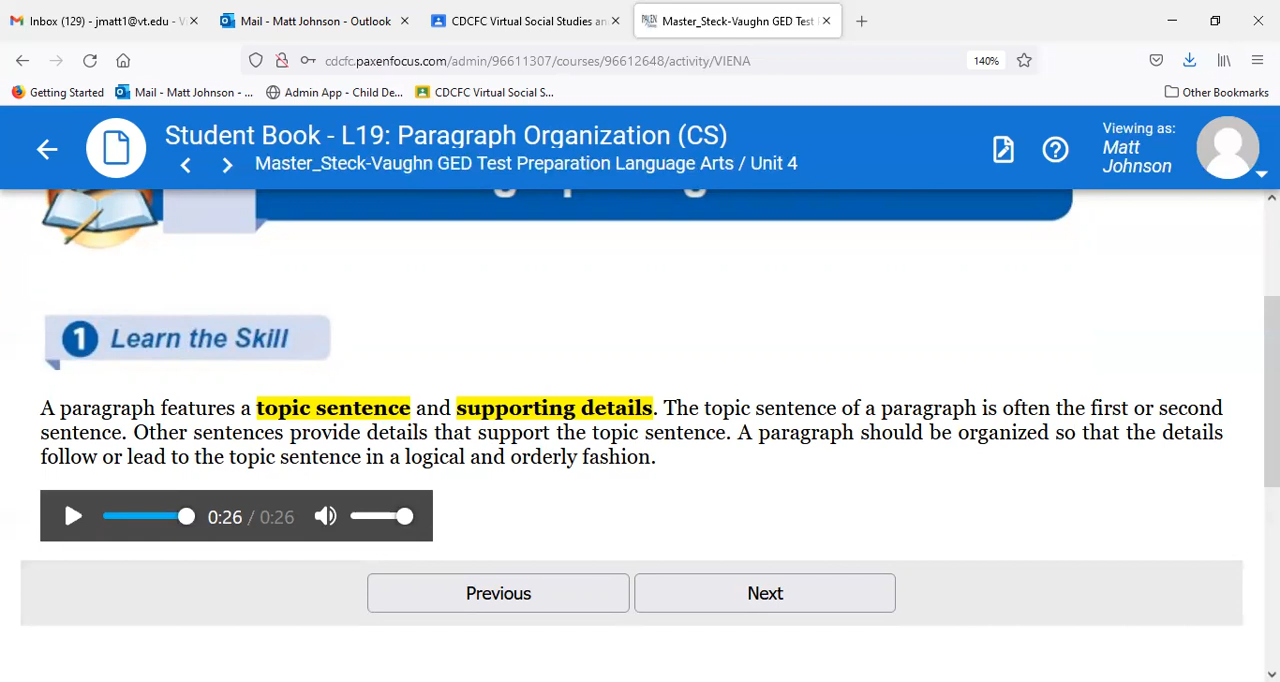 Inbox (129) - jmatt1@vt.edu - V
Mail - Matt Johnson - Outlook
CDCFC Virtual Social Studies an
Master_Steck-Vaughn GED Test
cdcfc.paxenfocus.com/admin/96611307/courses/96612648/activity/VIENA
140%
Getting Started
Mail - Matt Johnson - ...
Admin App - Child De...
CDCFC Virtual Social S...
Other Bookmarks
Student Book - L19: Paragraph Organization (CS)
Master_Steck-Vaughn GED Test Preparation Language Arts / Unit 4
Viewing as:
Matt
Johnson
1 Learn the Skill
A paragraph features a topic sentence and supporting details. The topic sentence of a paragraph is often the first or second
sentence. Other sentences provide details that support the topic sentence. A paragraph should be organized so that the details
follow or lead to the topic sentence in a logical and orderly fashion.
0:26 / 0:26
Previous
Next